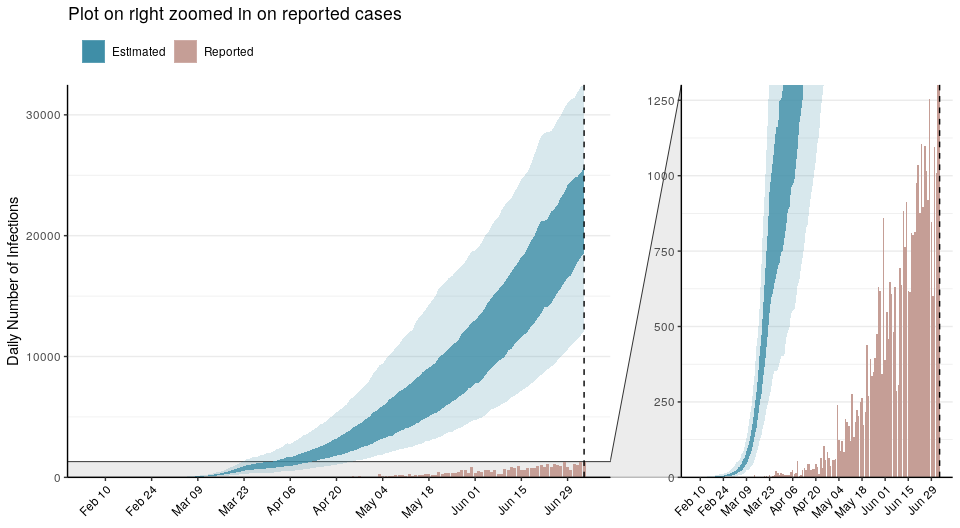 Plot on right zoomed in on reported cases
Estimated Reported
Daily Number of Infections
30000
20000
10000
0
Feb 10 Feb 24 Mar 09 Mar 23 Apr 06 Apr 20 May 04 May 18 Jun 01 Jun 15 Jun 29
1250
1000
750
500
250
0
Feb 10 Feb 24 Mar 09 Mar 23 Apr 06 Apr 20 May 04 May 18 Jun 01 Jun 15 Jun 29